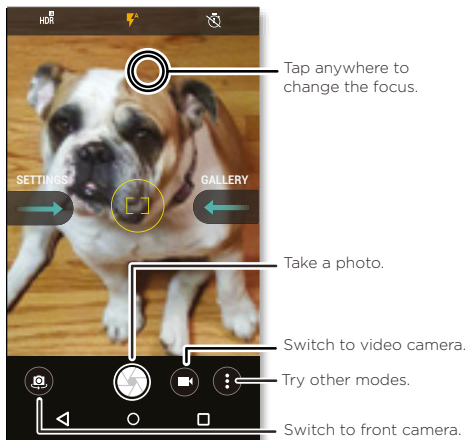 HDR
A
Tap anywhere to
change the focus.
SETTINGS
GALLERY
Take a photo.
Switch to video camera.
Try other modes.
Switch to front camera.